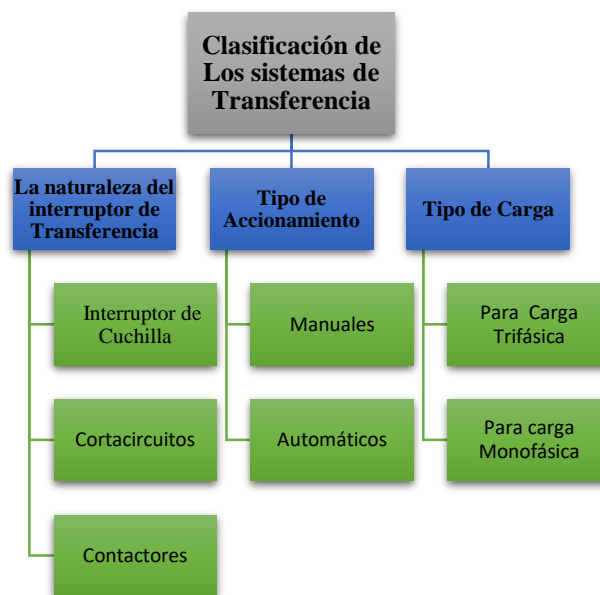 Clasificación de
Los sistemas de
Transferencia
La naturaleza del
interruptor de
Transferencia
Interruptor de
Cuchilla
Cortacircuitos
Contactores
Tipo de
Accionamiento
Manuales
Automáticos
Tipo de Carga
Para Carga
Trifásica
Para carga
Monofásica